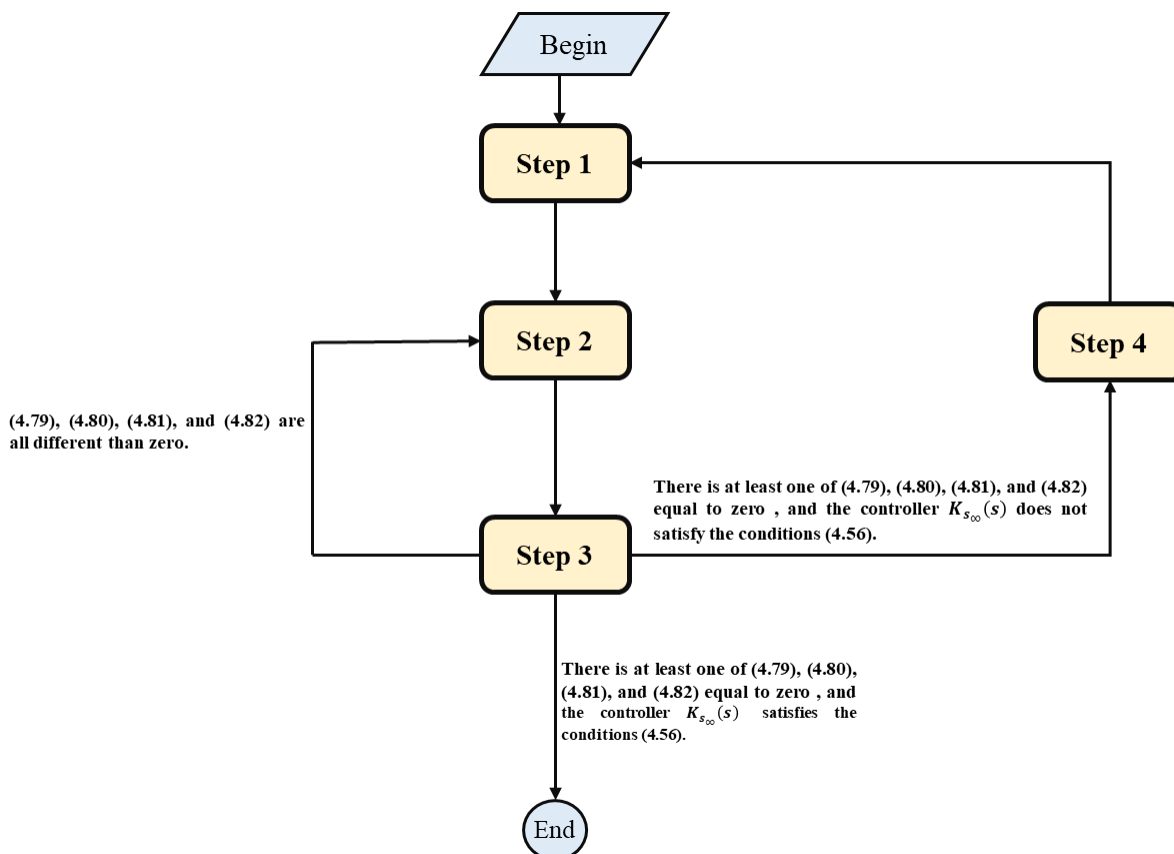 Begin
Step 1
Step 2
Step 4
(4.79), (4.80), (4.81), and (4.82) are
all different than zero.
There is at least one of (4.79), (4.80), (4.81), and (4.82)
equal to zero , and the controller $K_{s_\infty}(s)$ does not
satisfy the conditions (4.56).
Step 3
There is at least one of (4.79), (4.80),
(4.81), and (4.82) equal to zero , and
the controller $K_{s_\infty}(s)$ satisfies the
conditions (4.56).
End